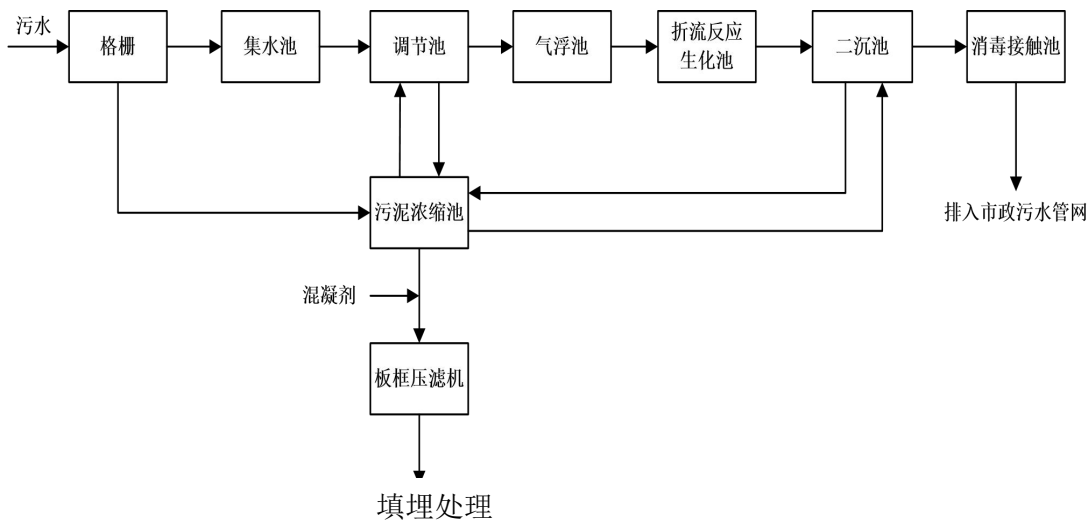 污水
格栅
集水池
调节池
气浮池
折流反应
生化池
二沉池
消毒接触池
污泥浓缩池
排入市政污水管网
混凝剂
板框压滤机
填埋处理